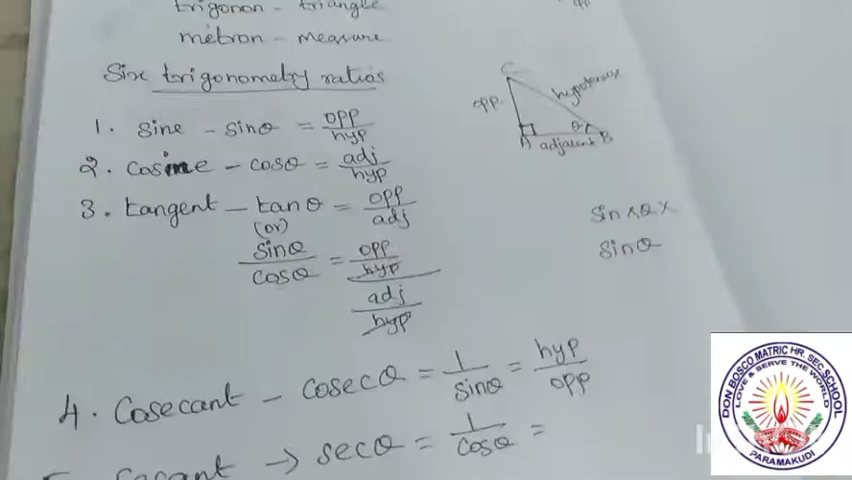 trigonon - triangle
métron - measure
Six trigonometry ratios
1. sine - sinθ = opp/hyp
2. cosine - cosθ = adj/hyp
3. tangent - tanθ = opp/adj
(or)
sinθ/cosθ = opp/hyp / adj/hyp
4. Cosecant - cosecθ = 1/sinθ = hyp/opp
secant → secθ = 1/cosθ =
C
opp.
hypotenuse
θ
A adjacent B
sin x θ x
sinθ
DON BOSCO MATRIC HR. SEC SCHOOL
LOVE & SERVE THE WORLD
PARAMAKUDI